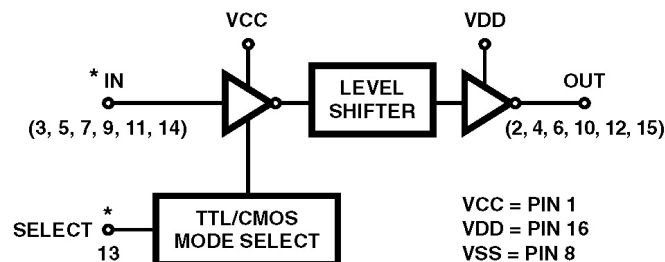 VCC
VDD
* IN
LEVEL
SHIFTER
OUT
(3, 5, 7, 9, 11, 14)
(2, 4, 6, 10, 12, 15)
SELECT *
13
TTL/CMOS
MODE SELECT
VCC = PIN 1
VDD = PIN 16
VSS = PIN 8